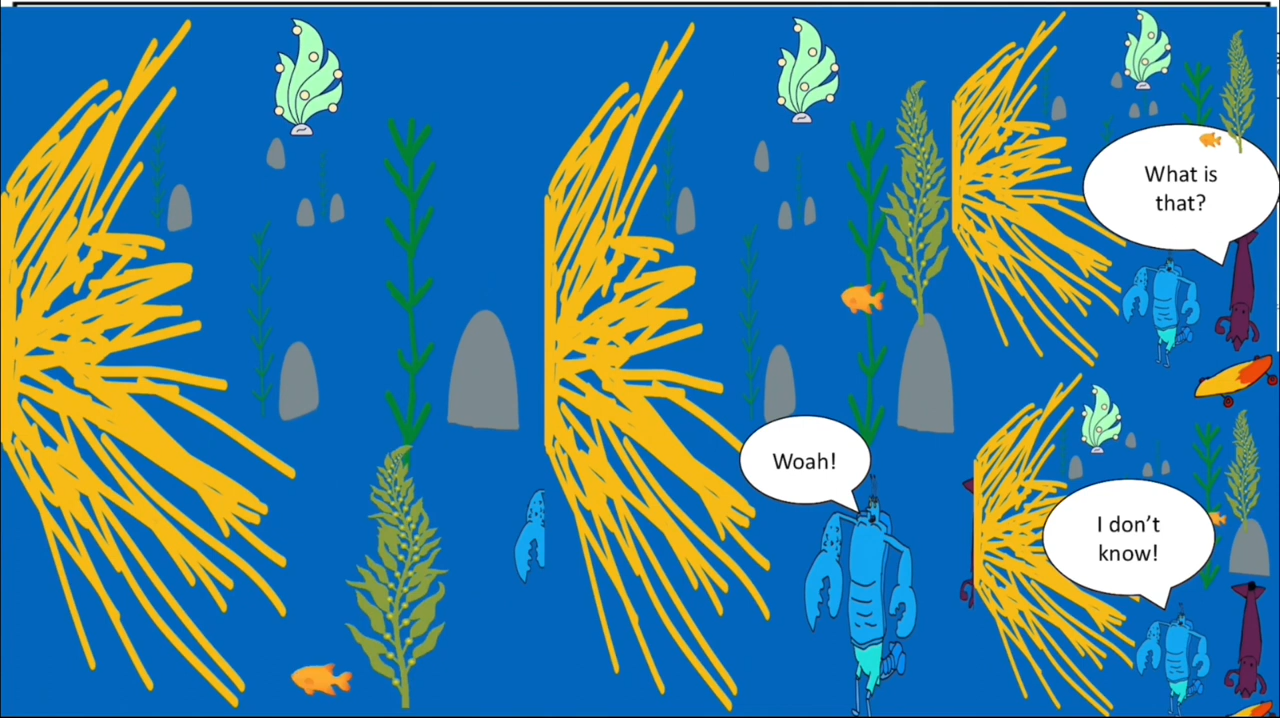 Woah!
What is
that?
I don’t
know!